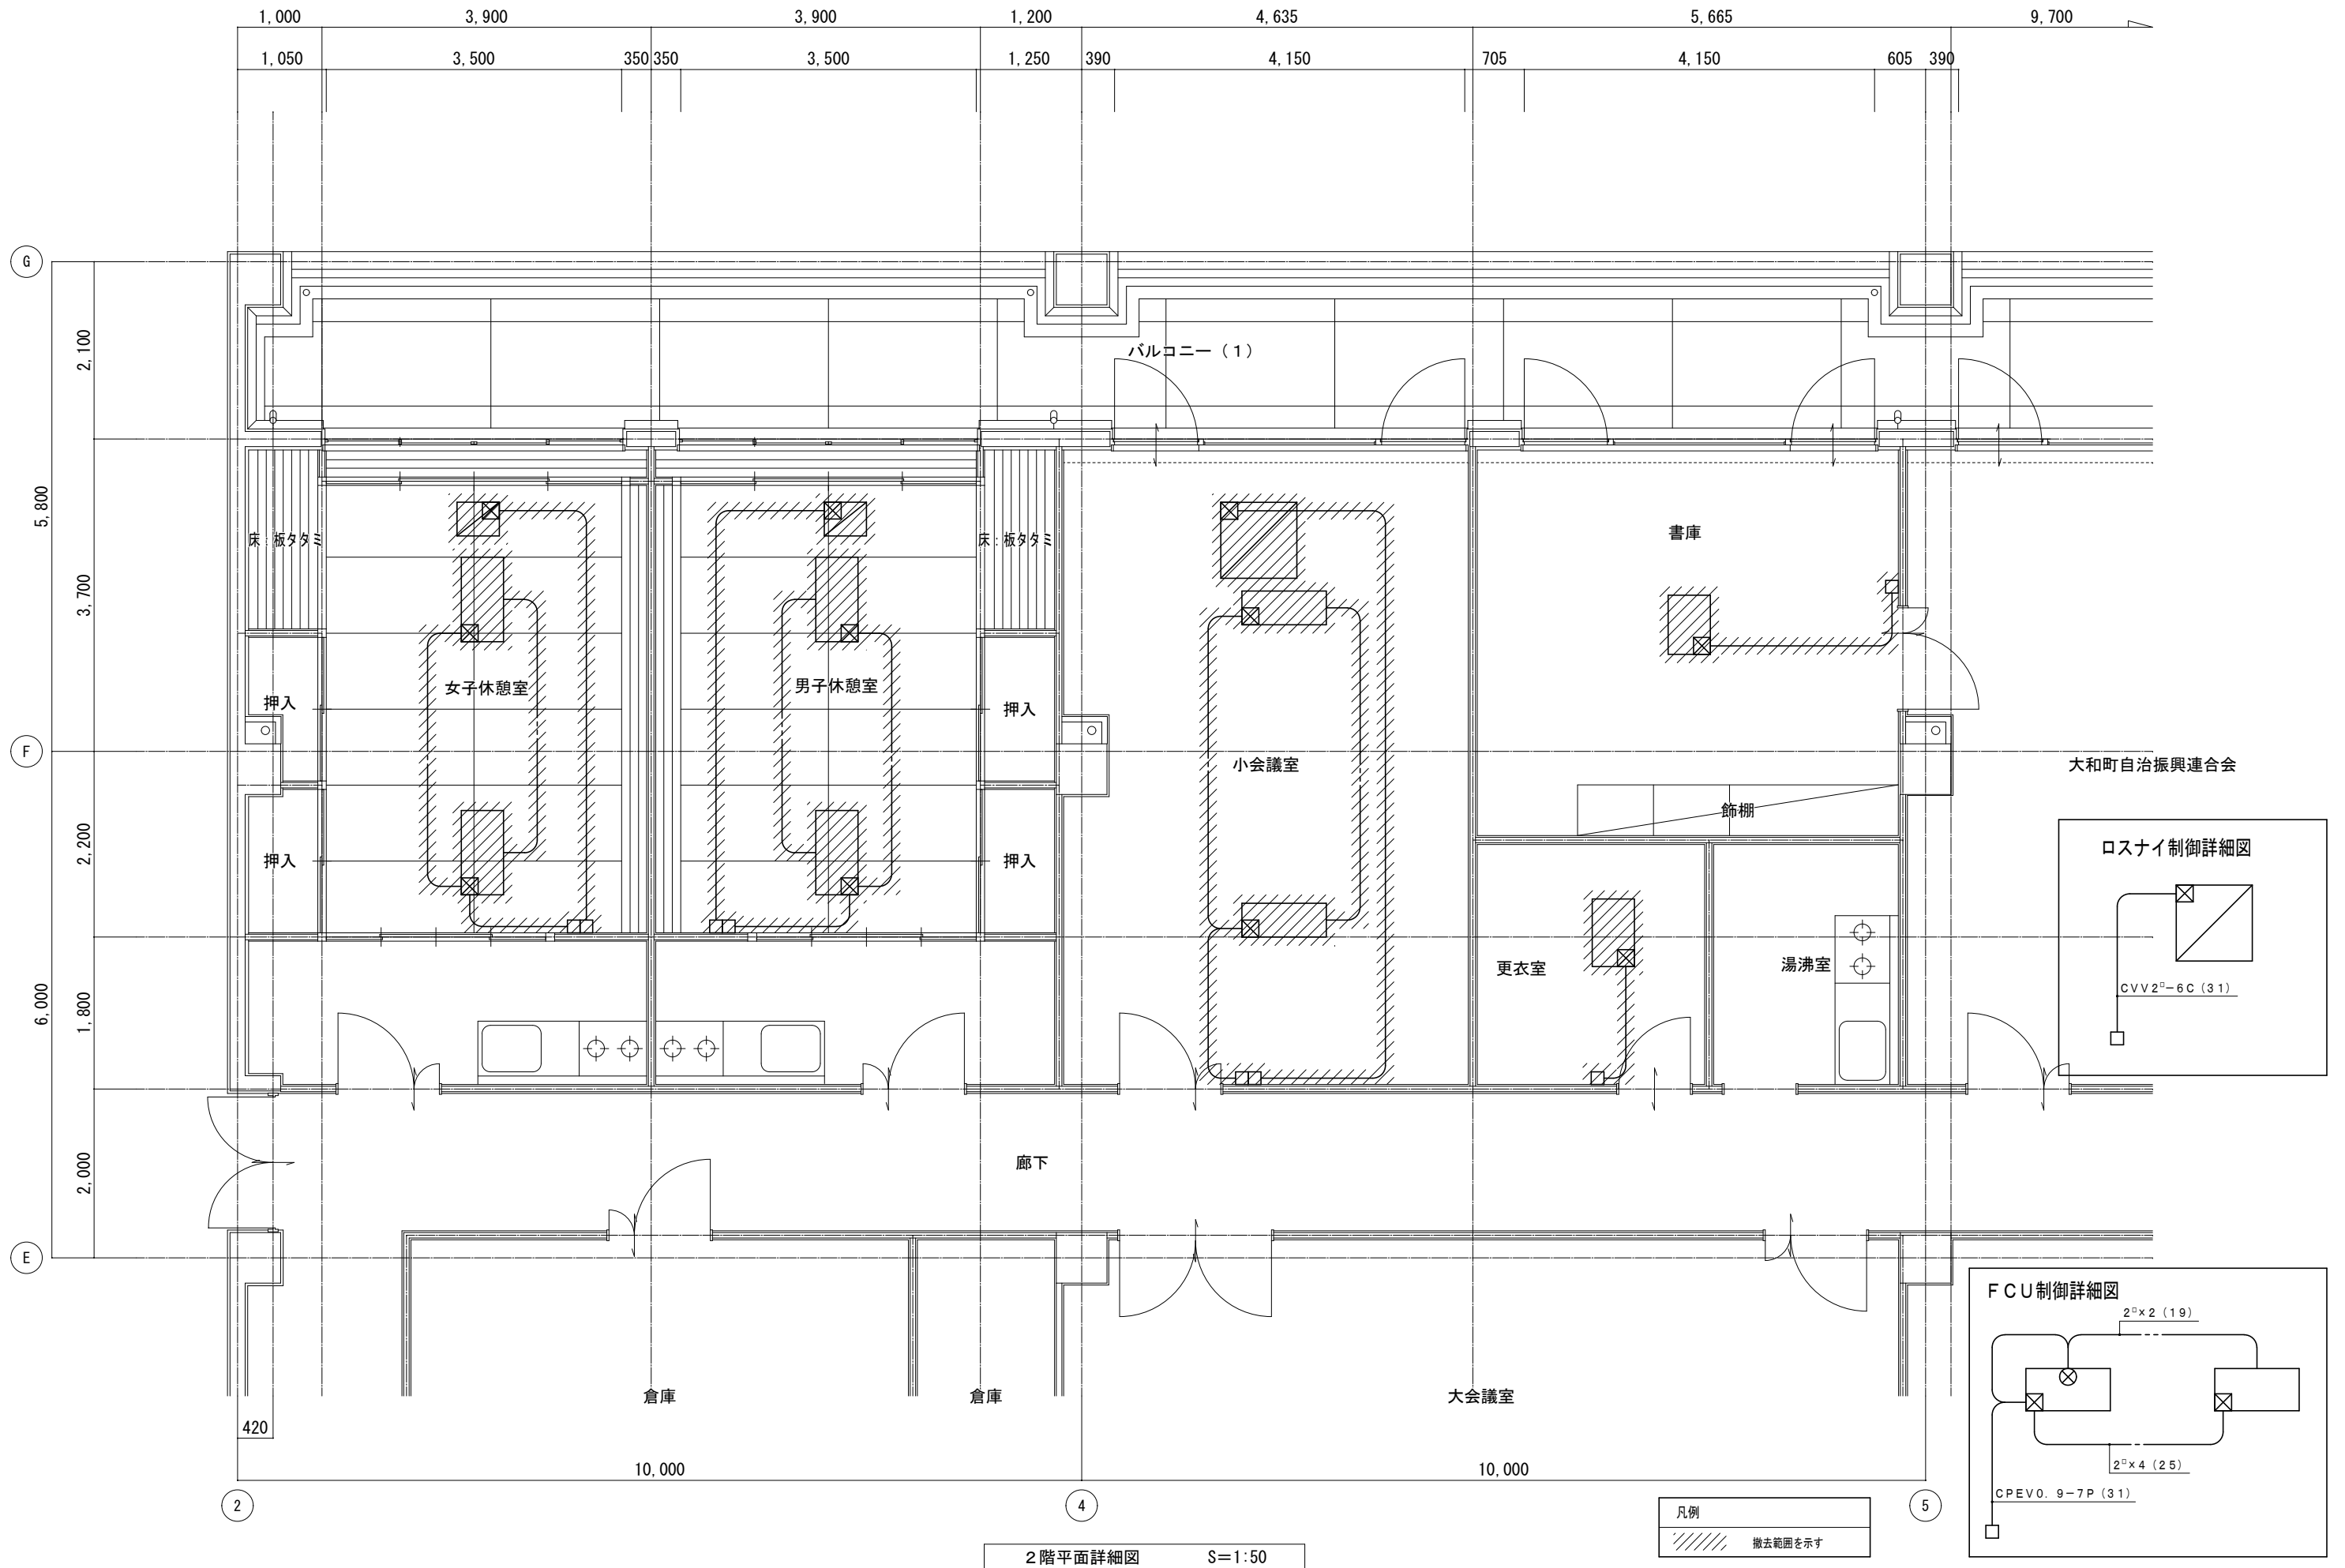 1,000 3,900 3,900 1,200 4,635 5,665 9,700
1,050 3,500 350 350 3,500 1,250 390 4,150 705 4,150 605 390
G
2,100
バルコニー（１）
5,800
3,700
床：板タタミ
床：板タタミ
書庫
女子休憩室
男子休憩室
押入
押入
F
小会議室
大和町自治振興連合会
飾棚
2,200
押入
押入
ロスナイ制御詳細図
CVV2□−6C（31）
更衣室
湯沸室
6,000
1,800
廊下
2,000
E
FCU制御詳細図
2□×2（19）
2□×4（25）
CPEV0．9−7P（31）
倉庫
倉庫
大会議室
420
10,000
10,000
2
4
5
凡例
撤去範囲を示す
２階平面詳細図 S＝1:50